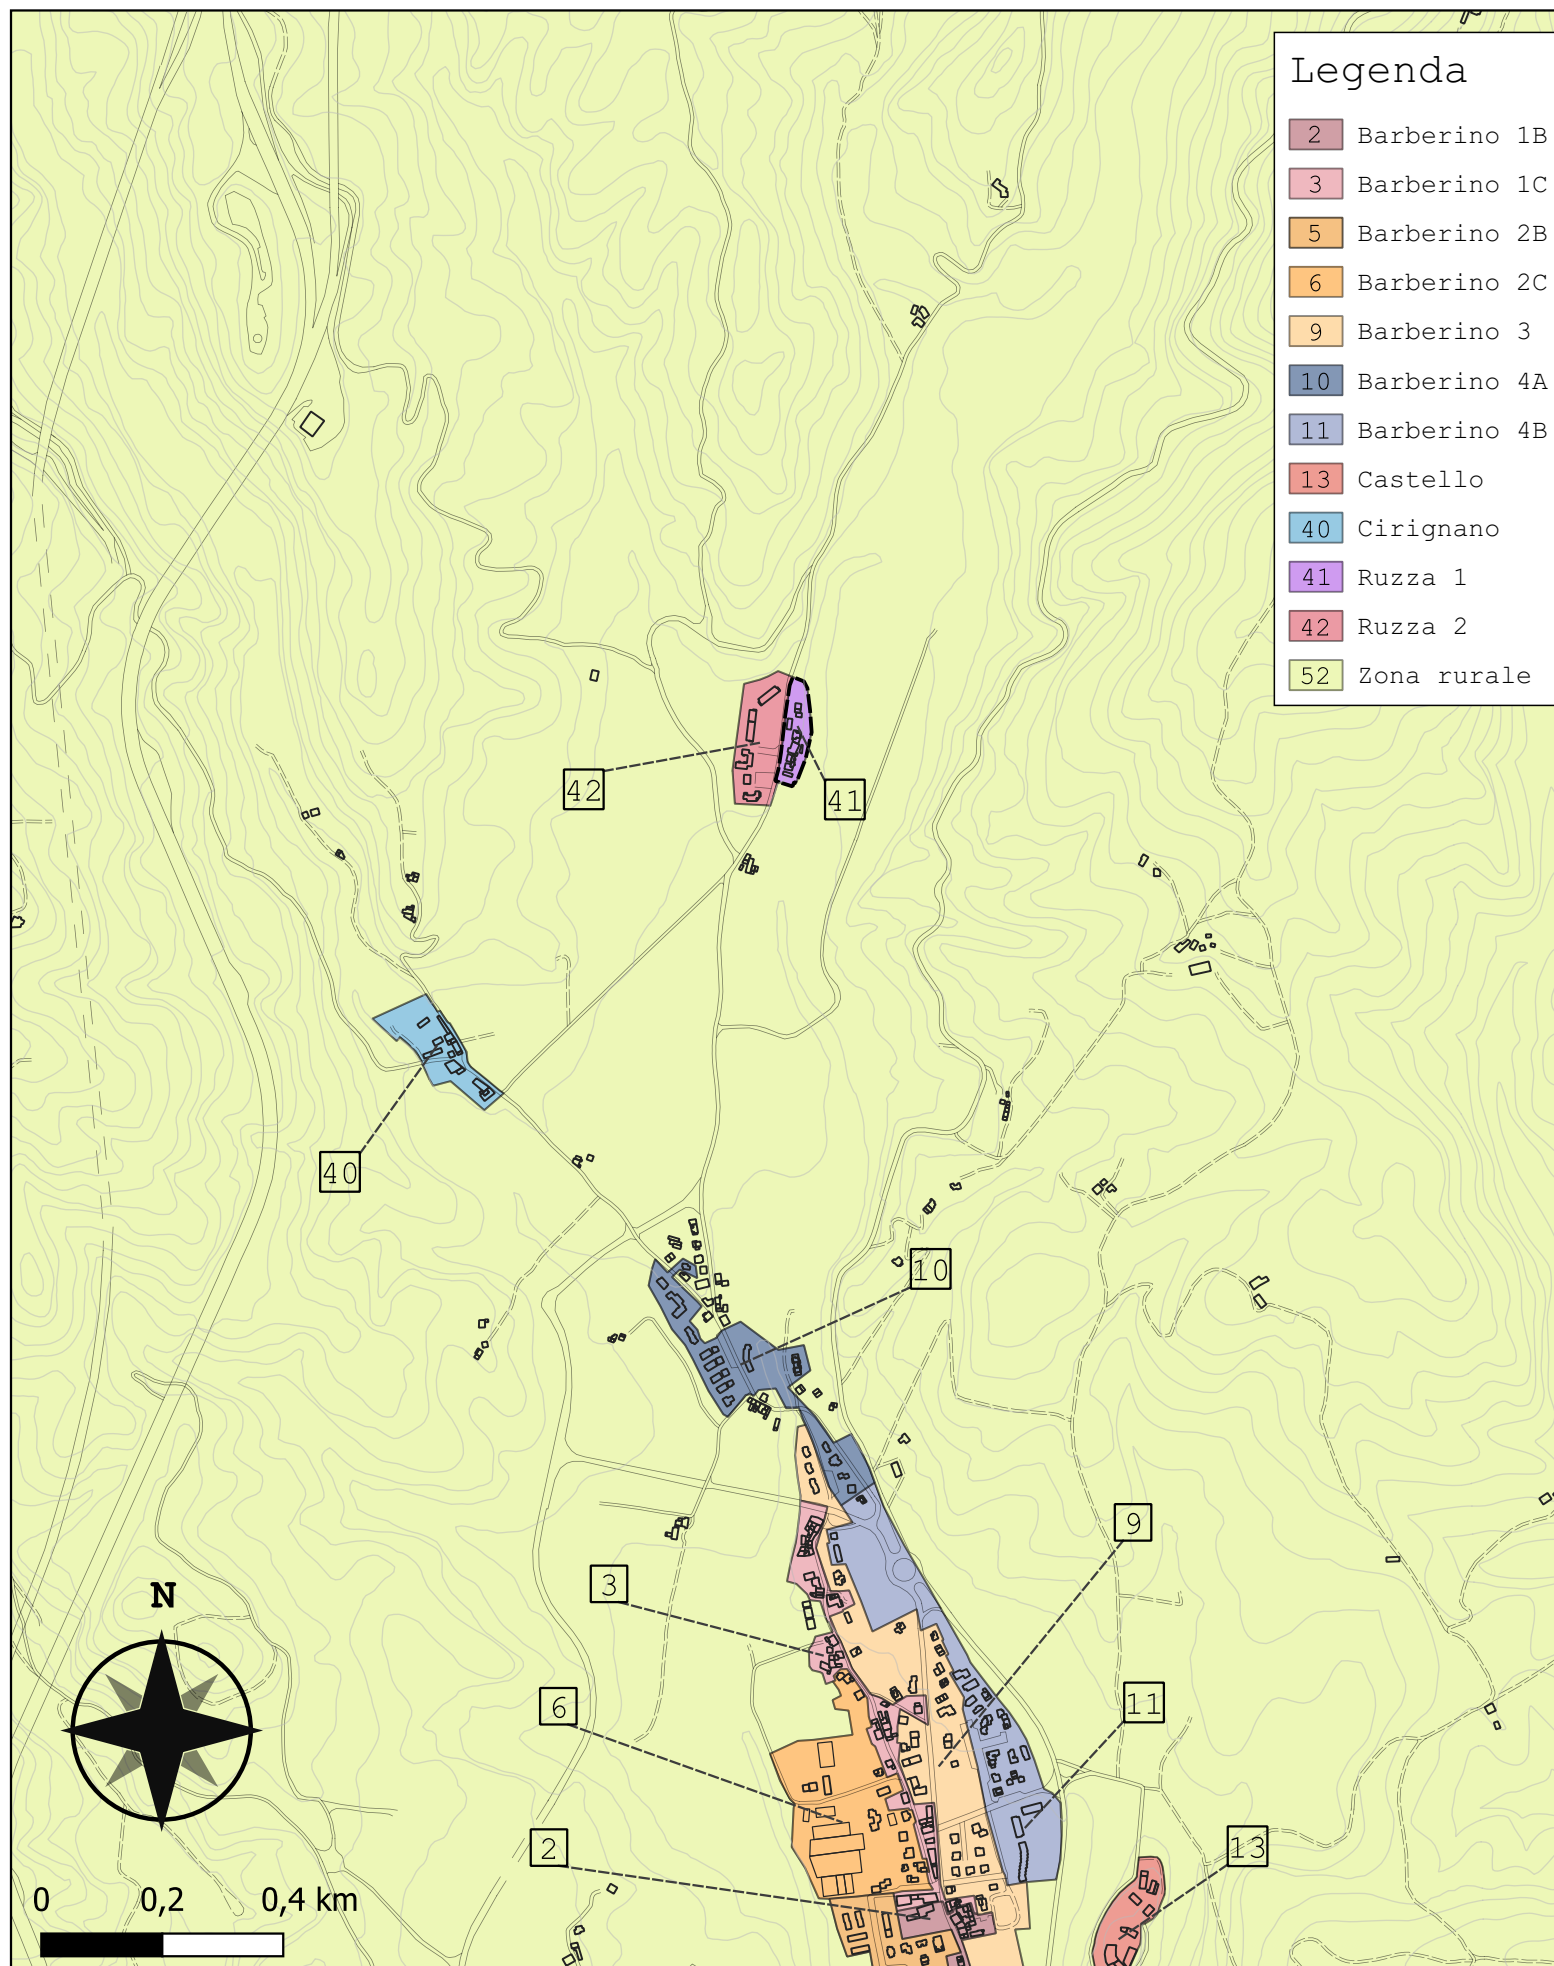 Legenda
2 Barberino 1B
3 Barberino 1C
5 Barberino 2B
6 Barberino 2C
9 Barberino 3
10 Barberino 4A
11 Barberino 4B
13 Castello
40 Cirignano
41 Ruzza 1
42 Ruzza 2
52 Zona rurale
42
41
40
10
9
3
N
6
11
2
13
0 0,2 0,4 km